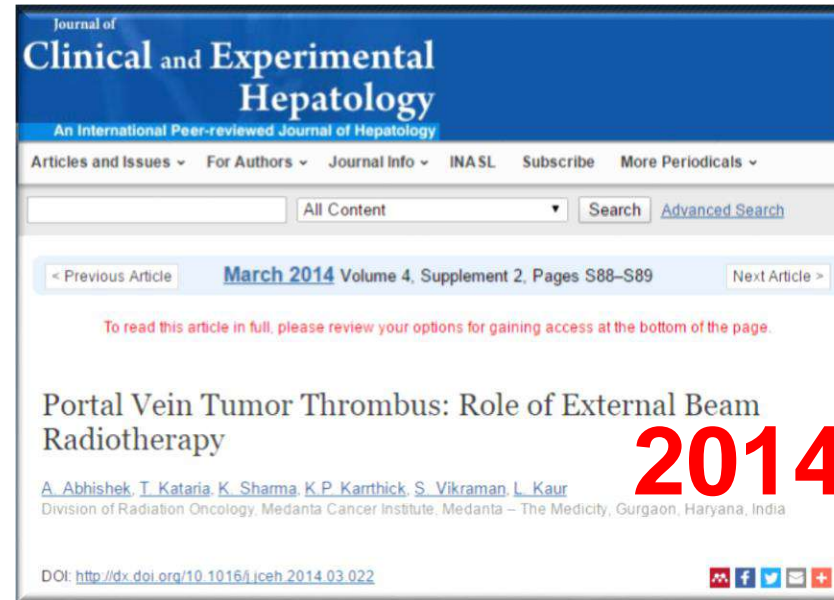 Journal of
Clinical and Experimental
Hepatology
An International Peer-reviewed Journal of Hepatology
Articles and Issues For Authors Journal Info INASL Subscribe More Periodicals
All Content Search Advanced Search
< Previous Article March 2014 Volume 4, Supplement 2, Pages S88–S89 Next Article >
To read this article in full, please review your options for gaining access at the bottom of the page.
Portal Vein Tumor Thrombus: Role of External Beam
Radiotherapy
2014
A. Abhishek, T. Kataria, K. Sharma, K.P. Karrthick, S. Vikraman, L. Kaur
Division of Radiation Oncology, Medanta Cancer Institute, Medanta – The Medicity, Gurgaon, Haryana, India
DOI: http://dx.doi.org/10.1016/j.jceh.2014.03.022